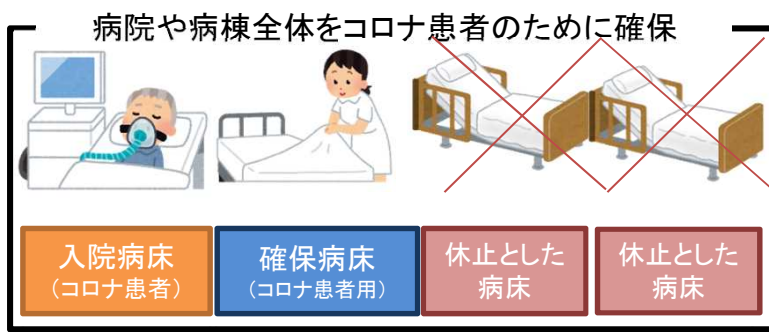 病院や病棟全体をコロナ患者のために確保
入院病床
（コロナ患者）
確保病床
（コロナ患者用）
休止とした
病床
休止とした
病床